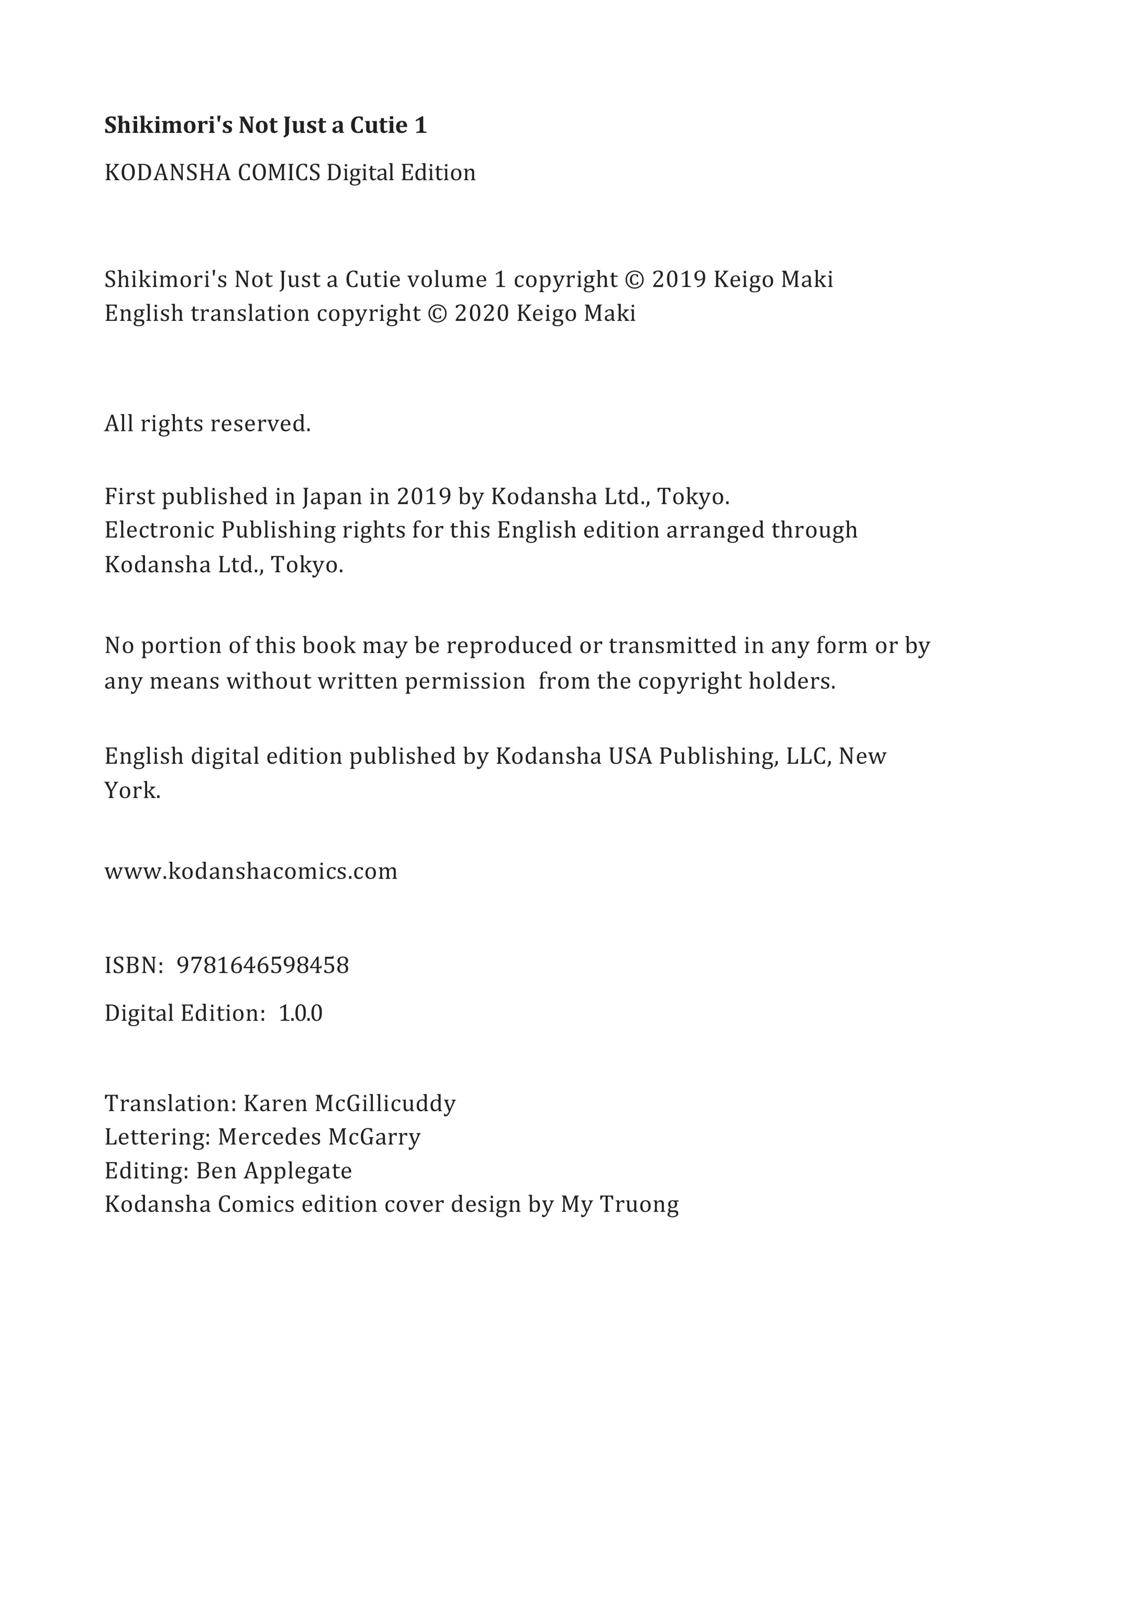 Shikimori's Not Just a Cutie 1
KODANSHA COMICS Digital Edition
Shikimori's Not Just a Cutie volume 1 copyright © 2019 Keigo Maki
English translation copyright © 2020 Keigo Maki
All rights reserved.
First published in Japan in 2019 by Kodansha Ltd., Tokyo.
Electronic Publishing rights for this English edition arranged through
Kodansha Ltd., Tokyo.
No portion of this book may be reproduced or transmitted in any form or by
any means without written permission  from the copyright holders.
English digital edition published by Kodansha USA Publishing, LLC, New
York.
www.kodanshacomics.com
ISBN:  9781646598458
Digital Edition:  1.0.0
Translation: Karen McGillicuddy
Lettering: Mercedes McGarry
Editing: Ben Applegate
Kodansha Comics edition cover design by My Truong